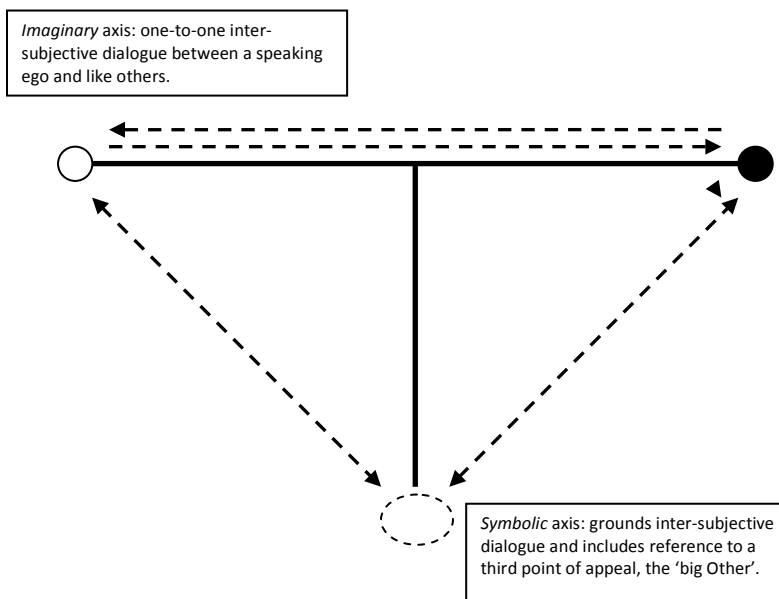 Imaginary axis: one-to-one inter-
subjective dialogue between a speaking
ego and like others.
Symbolic axis: grounds inter-subjective
dialogue and includes reference to a
third point of appeal, the ‘big Other’.